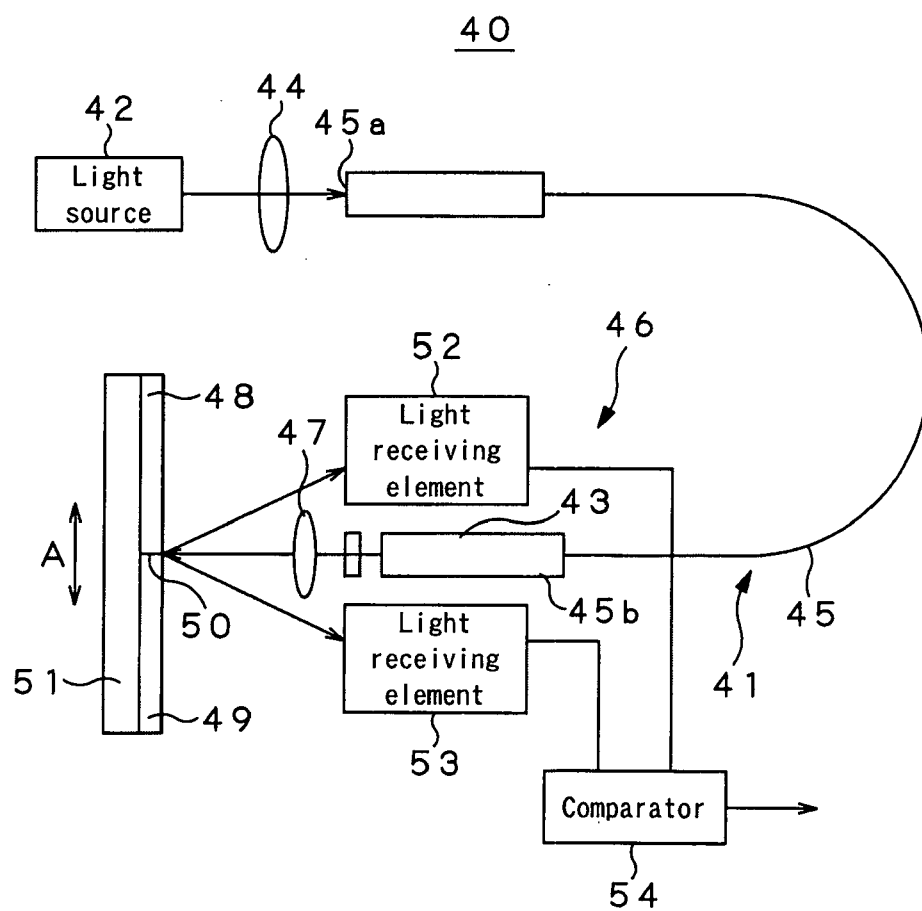 40
42
44
45a
Light
source
52
46
48
Light
receiving
element
47
43
A
50
45b
45
51
Light
receiving
element
41
49
53
Comparator
54